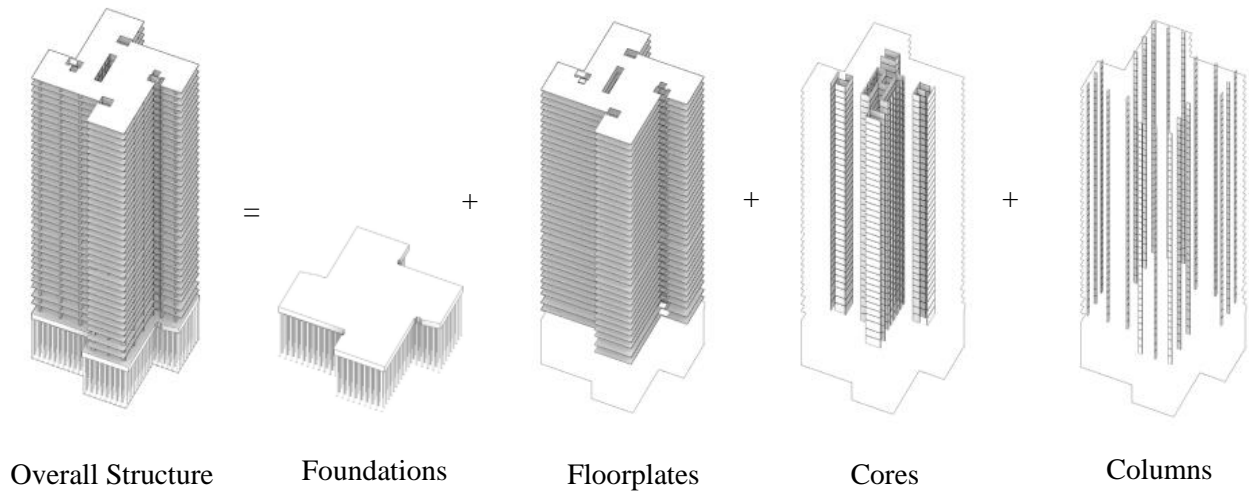 = + + +
Overall Structure Foundations Floorplates Cores Columns